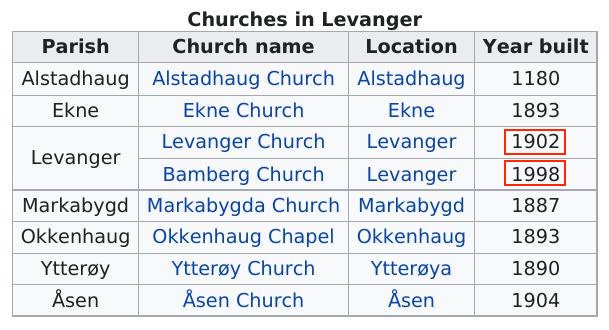 Churches in Levanger
Parish Church name Location Year built
Alstadhaug Alstadhaug Church Alstadhaug 1180
Ekne Ekne Church Ekne 1893
Levanger Levanger Church Levanger 1902
Bamberg Church Levanger 1998
Markabygd Markabygda Church Markabygd 1887
Okkenhaug Okkenhaug Chapel Okkenhaug 1893
Ytterøy Ytterøy Church Ytterøya 1890
Åsen Åsen Church Åsen 1904